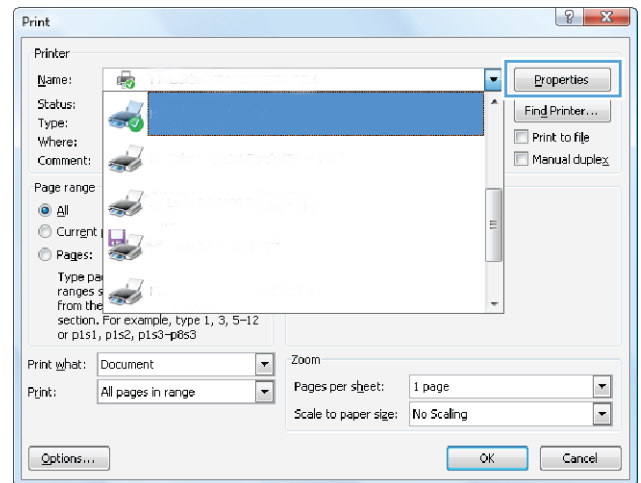 Print
Printer
Name:
Properties
Status:
Find Printer...
Type:
Print to file
Where:
Comment:
Manual duplex
Page range
All
Current
Pages:
Type pa
ranges s
from the
section. For example, type 1, 3, 5–12
or p1s1, p1s2, p1s3–p8s3
Print what: Document
Zoom
Print: All pages in range
Pages per sheet: 1 page
Scale to paper size: No Scaling
Options...
OK
Cancel